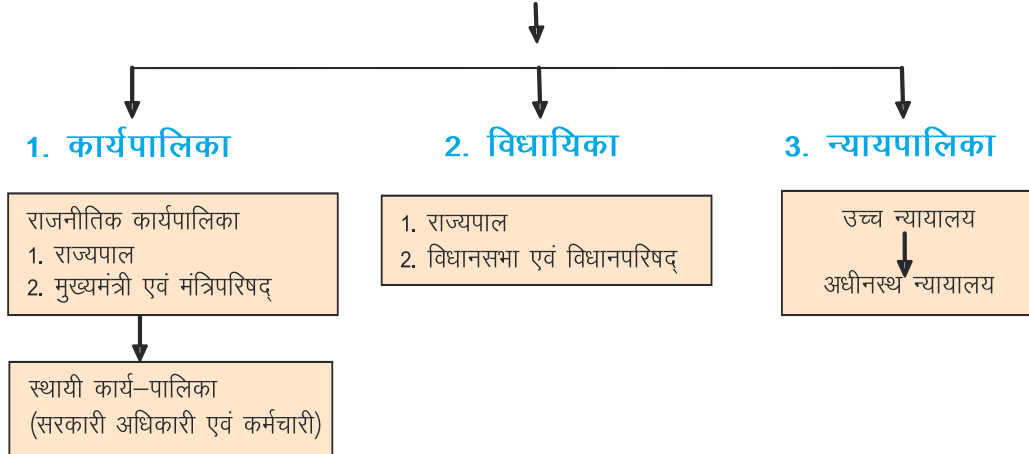 1. कार्यपालिका
राजनीतिक कार्यपालिका
1. राज्यपाल
2. मुख्यमंत्री एवं मंत्रिपरिषद्
स्थायी कार्य–पालिका
(सरकारी अधिकारी एवं कर्मचारी)
2. विधायिका
1. राज्यपाल
2. विधानसभा एवं विधानपरिषद्
3. न्यायपालिका
उच्च न्यायालय
अधीनस्थ न्यायालय